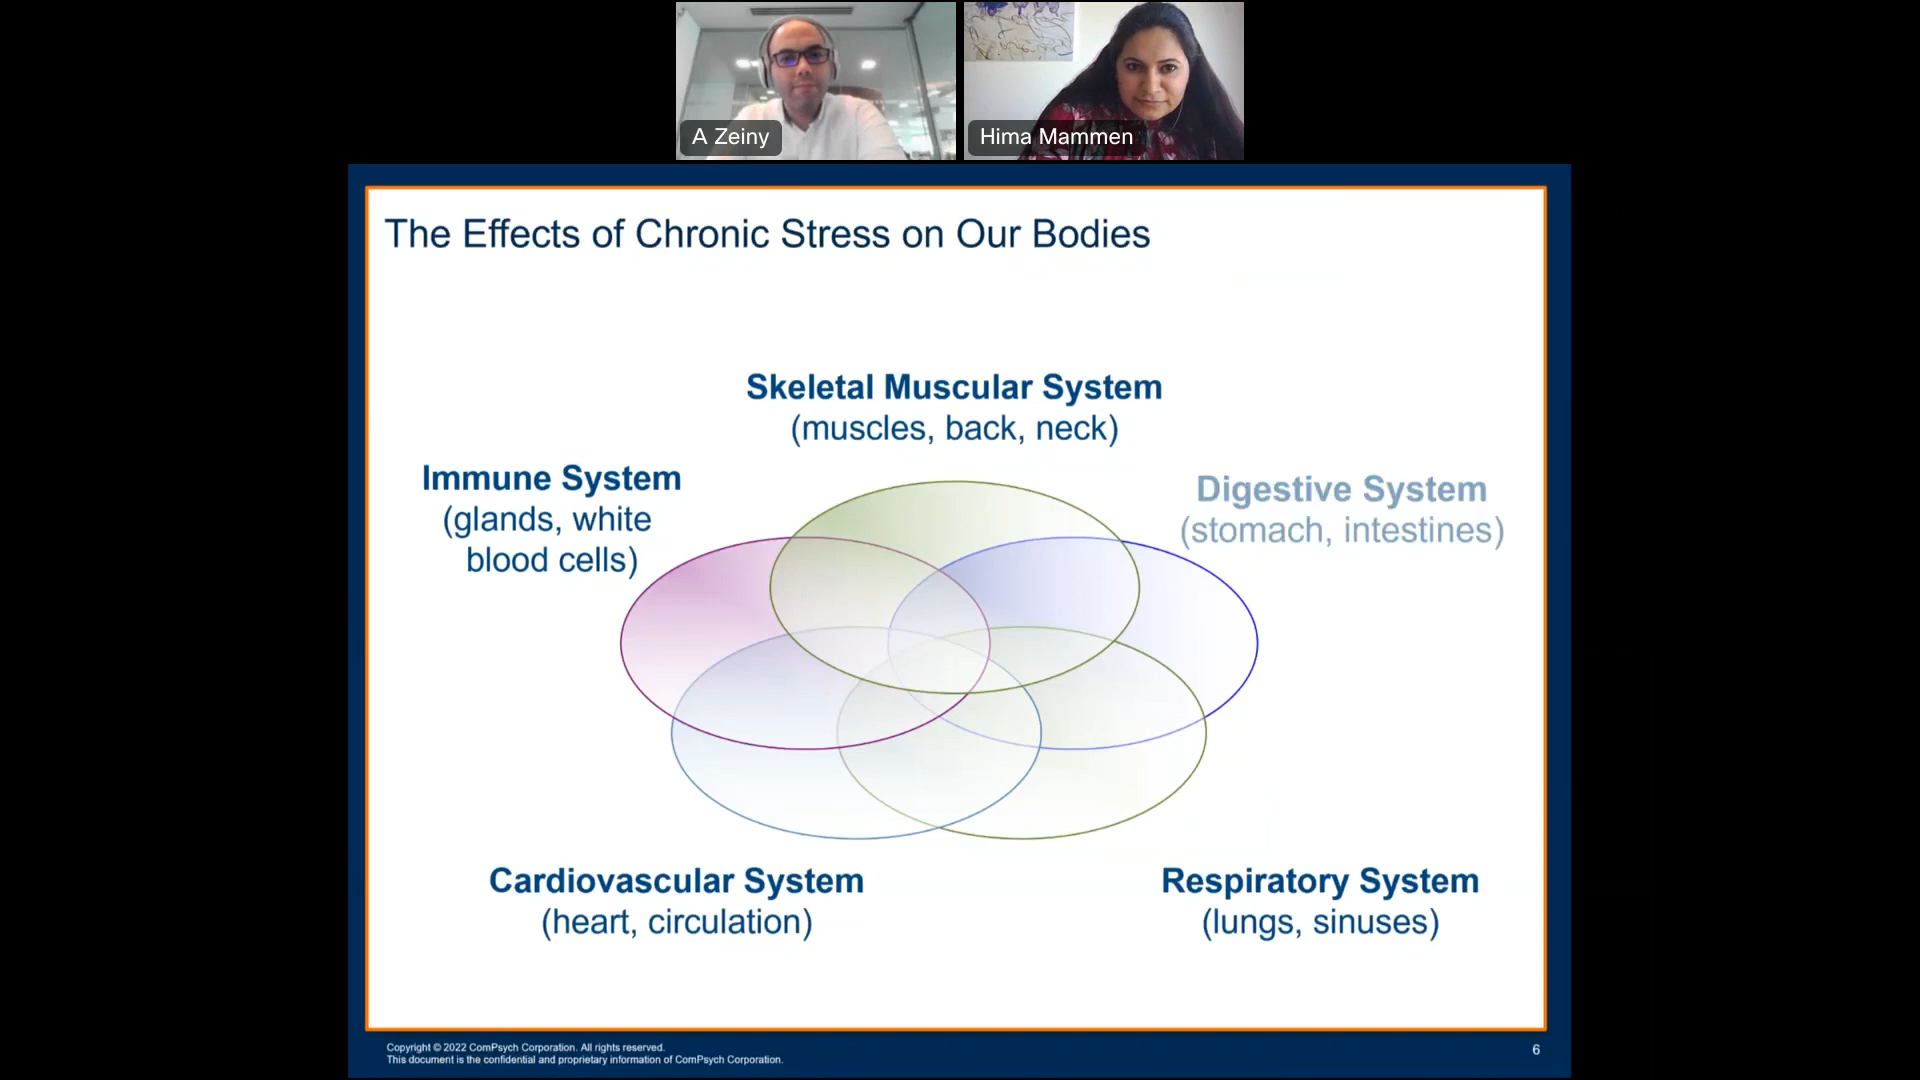 A Zeiny
Hima Mammen
The Effects of Chronic Stress on Our Bodies
Skeletal Muscular System
(muscles, back, neck)
Immune System
(glands, white
blood cells)
Digestive System
(stomach, intestines)
Cardiovascular System
(heart, circulation)
Respiratory System
(lungs, sinuses)
Copyright © 2022 ComPsych Corporation. All rights reserved.
This document is the confidential and proprietary information of ComPsych Corporation.
6